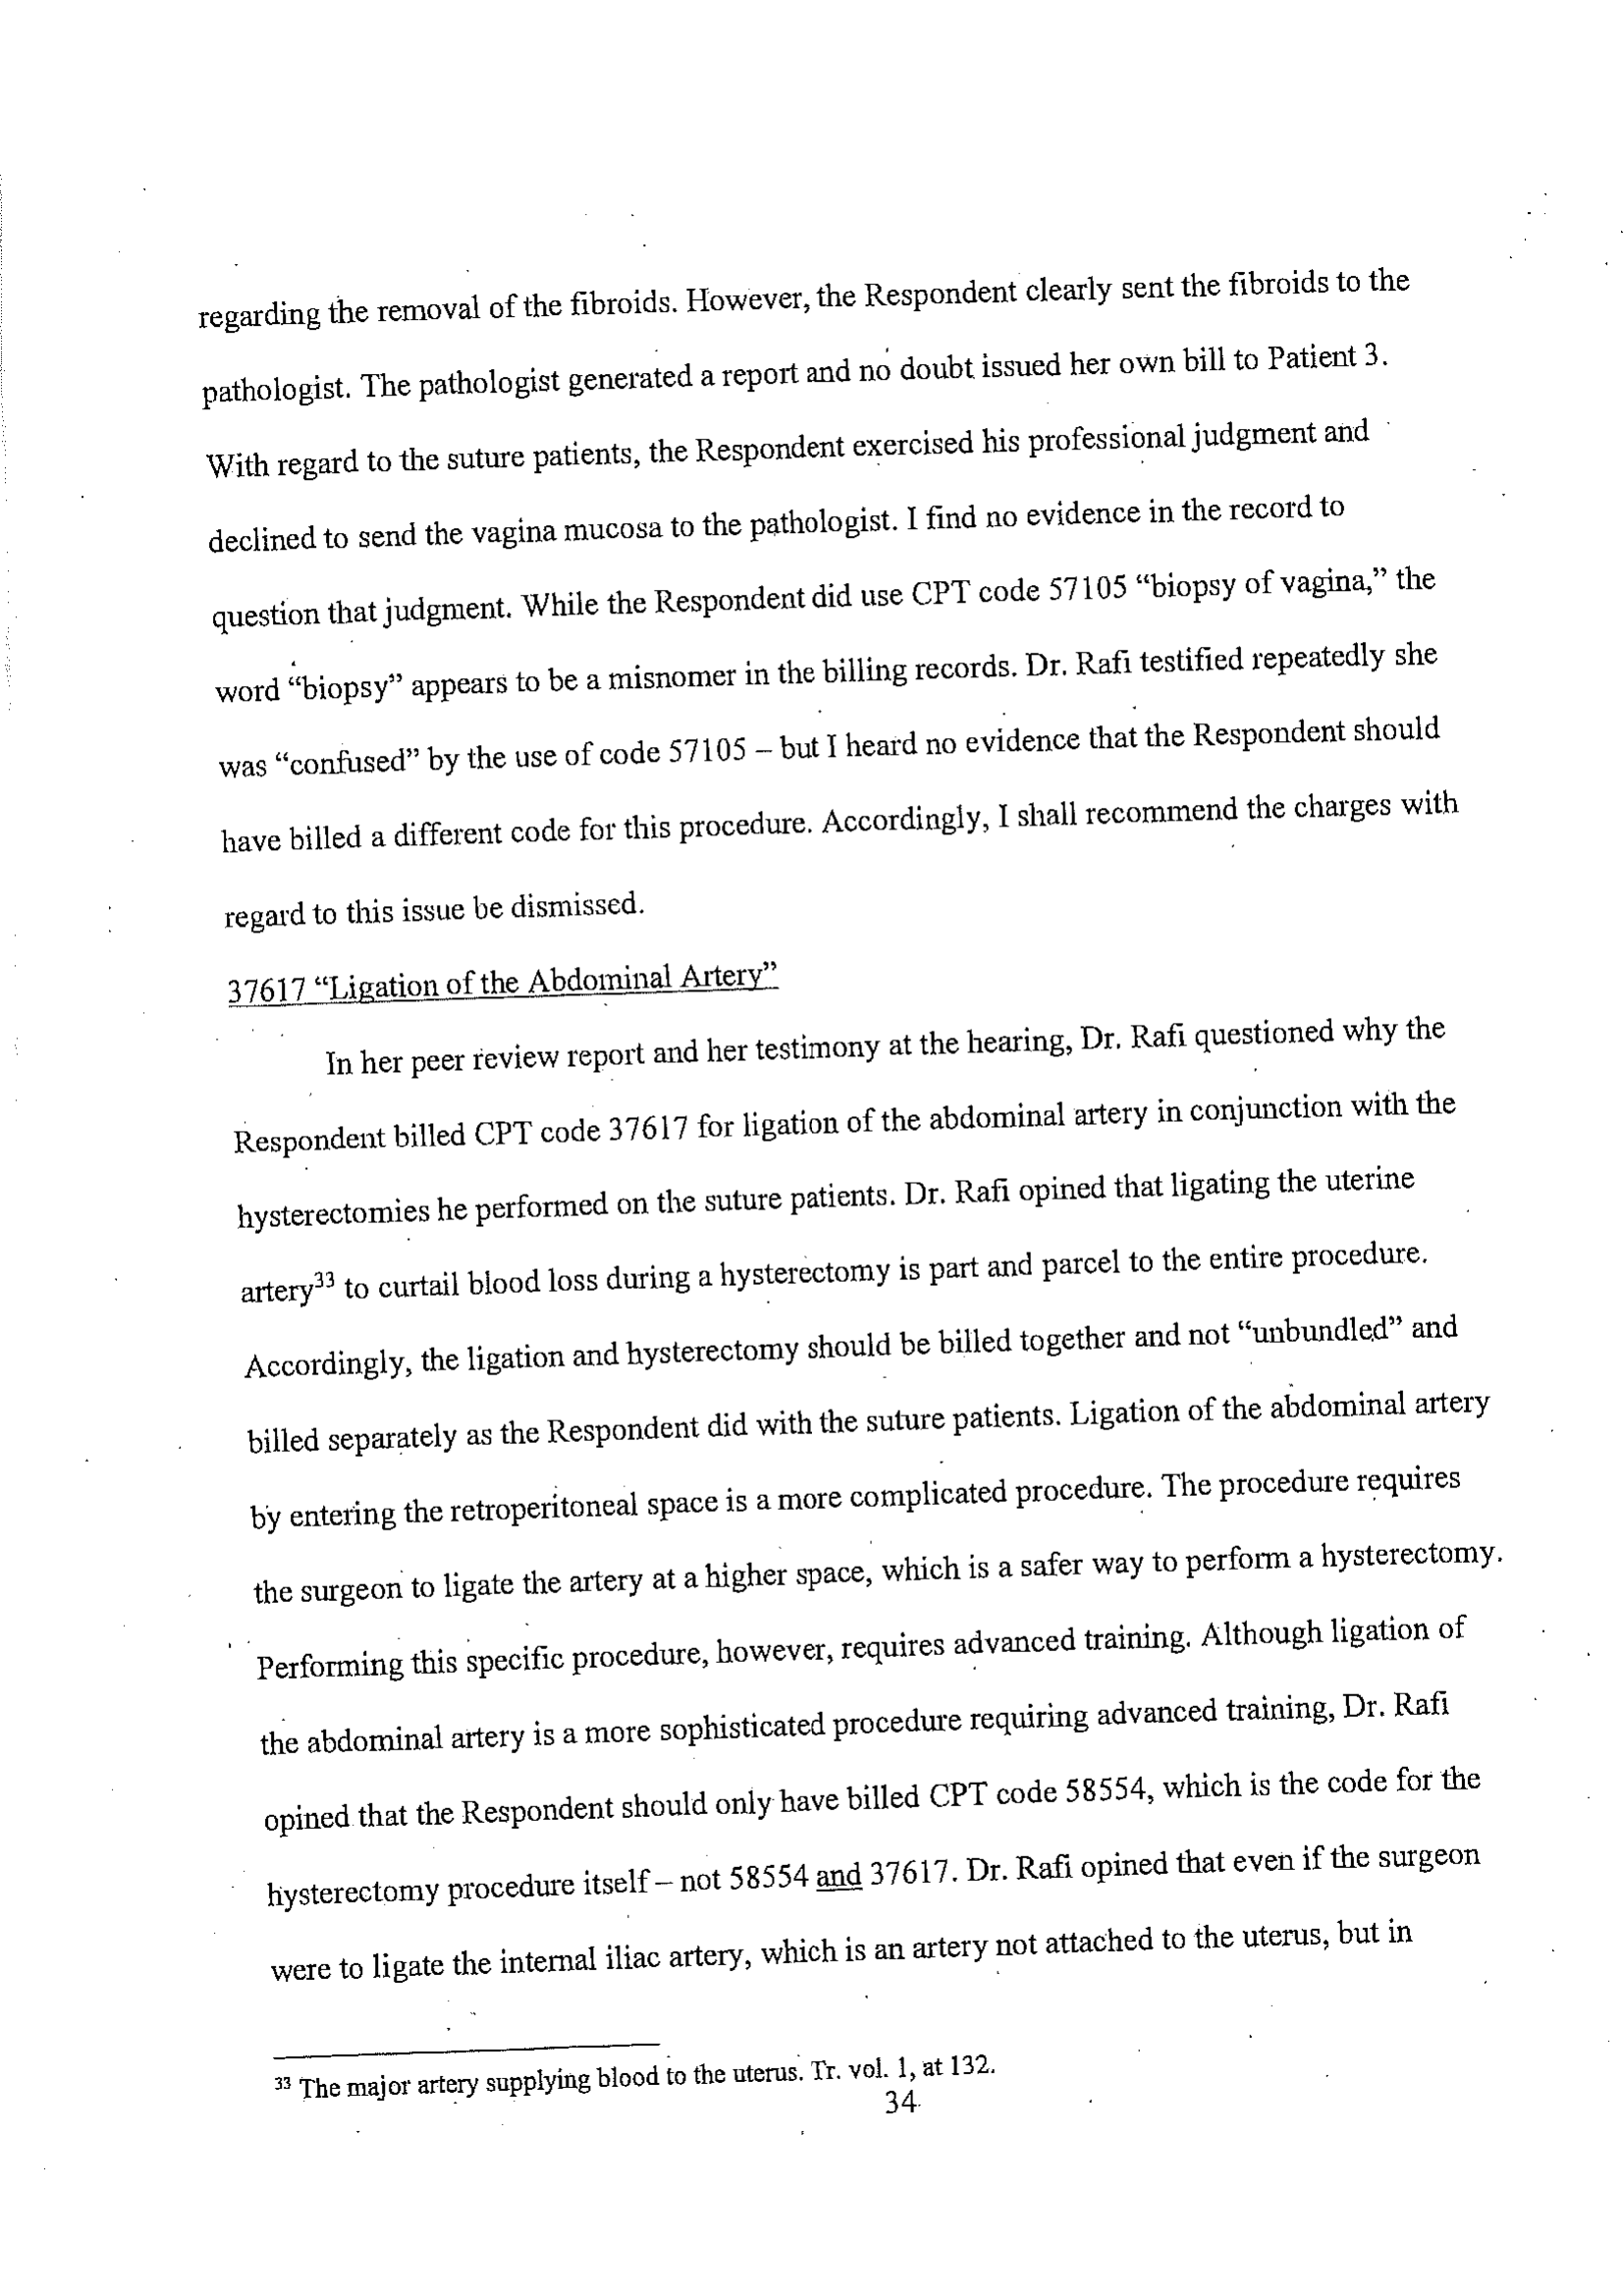 regarding the removal of the fibroids. However, the Respondent clearly sent the fibroids to the
pathologist. The pathologist generated a report and no doubt issued her own bill to Patient 3.
With regard to the suture patients, the Respondent exercised his professional judgment and
declined to send the vagina mucosa to the pathologist. I find no evidence in the record to
question that judgment. While the Respondent did use CPT code 57105 “biopsy of vagina,” the
word “biopsy” appears to be a misnomer in the billing records. Dr. Rafi testified repeatedly she
was “confused” by the use of code 57105 – but I heard no evidence that the Respondent should
have billed a different code for this procedure. Accordingly, I shall recommend the charges with
regard to this issue be dismissed.
37617 “Ligation of the Abdominal Artery”
In her peer review report and her testimony at the hearing, Dr. Rafi questioned why the
Respondent billed CPT code 37617 for ligation of the abdominal artery in conjunction with the
hysterectomies he performed on the suture patients. Dr. Rafi opined that ligating the uterine
artery33 to curtail blood loss during a hysterectomy is part and parcel to the entire procedure.
Accordingly, the ligation and hysterectomy should be billed together and not “unbundled” and
billed separately as the Respondent did with the suture patients. Ligation of the abdominal artery
by entering the retroperitoneal space is a more complicated procedure. The procedure requires
the surgeon to ligate the artery at a higher space, which is a safer way to perform a hysterectomy.
Performing this specific procedure, however, requires advanced training. Although ligation of
the abdominal artery is a more sophisticated procedure requiring advanced training, Dr. Rafi
opined that the Respondent should only have billed CPT code 58554, which is the code for the
hysterectomy procedure itself – not 58554 and 37617. Dr. Rafi opined that even if the surgeon
were to ligate the internal iliac artery, which is an artery not attached to the uterus, but in
33 The major artery supplying blood to the uterus. Tr. vol. 1, at 132.
34